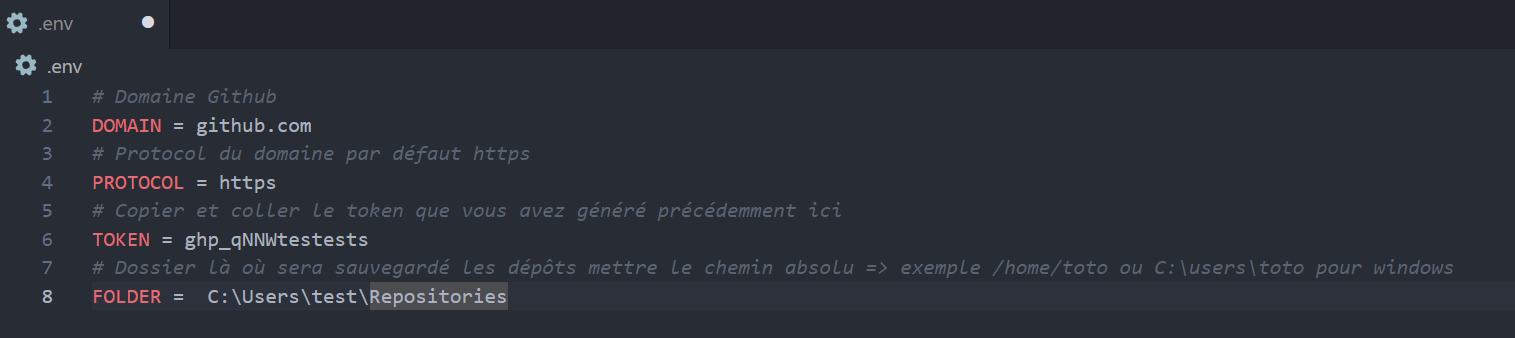 .env
.env
1 # Domaine Github
2 DOMAIN = github.com
3 # Protocol du domaine par défaut https
4 PROTOCOL = https
5 # Copier et coller le token que vous avez généré précédemment ici
6 TOKEN = ghp_qNNWtestests
7 # Dossier là où sera sauvegardé les dépôts mettre le chemin absolu => exemple /home/toto ou C:\users\toto pour windows
8 FOLDER =  C:\Users\test\Repositories